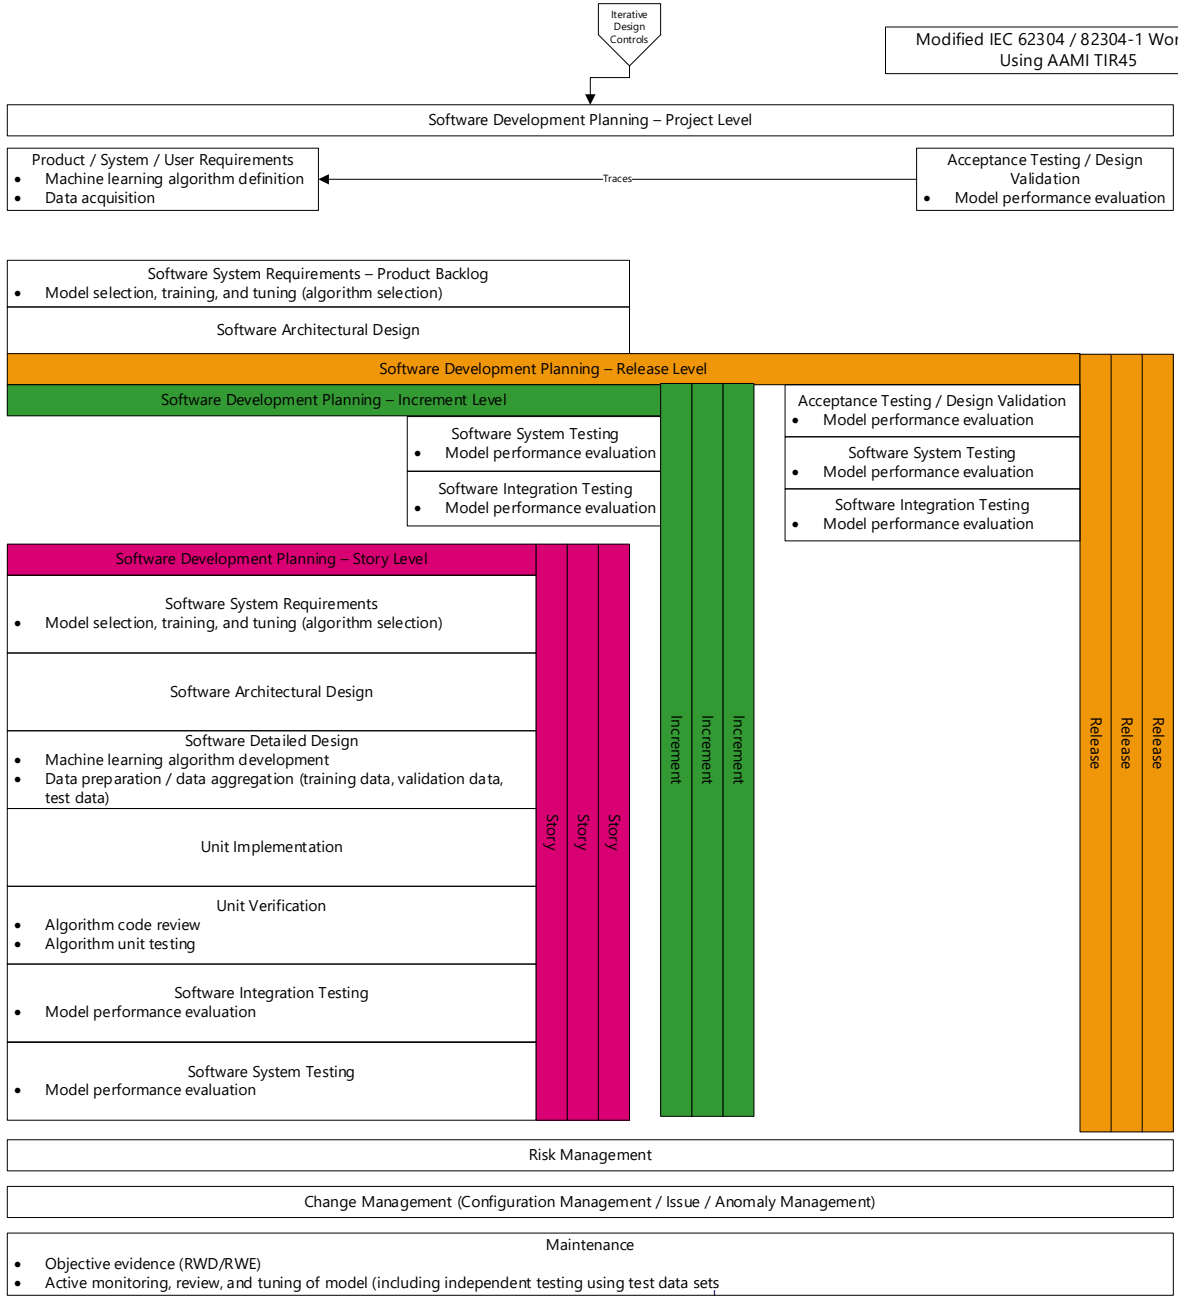 Iterative
Design
Controls
Modified IEC 62304 / 82304-1 Wor
Using AAMI TIR45
Software Development Planning – Project Level
Product / System / User Requirements
• Machine learning algorithm definition
• Data acquisition
Traces
Acceptance Testing / Design
Validation
• Model performance evaluation
Software System Requirements – Product Backlog
• Model selection, training, and tuning (algorithm selection)
Software Architectural Design
Software Development Planning – Release Level
Software Development Planning – Increment Level
Software System Testing
• Model performance evaluation
Software Integration Testing
• Model performance evaluation
Acceptance Testing / Design Validation
• Model performance evaluation
Software System Testing
• Model performance evaluation
Software Integration Testing
• Model performance evaluation
Software Development Planning – Story Level
Software System Requirements
• Model selection, training, and tuning (algorithm selection)
Software Architectural Design
Software Detailed Design
• Machine learning algorithm development
• Data preparation / data aggregation (training data, validation data,
test data)
Unit Implementation
Unit Verification
• Algorithm code review
• Algorithm unit testing
Software Integration Testing
• Model performance evaluation
Software System Testing
• Model performance evaluation
Story
Story
Story
Increment
Increment
Increment
Release
Release
Release
Risk Management
Change Management (Configuration Management / Issue / Anomaly Management)
Maintenance
• Objective evidence (RWD/RWE)
• Active monitoring, review, and tuning of model (including independent testing using test data sets